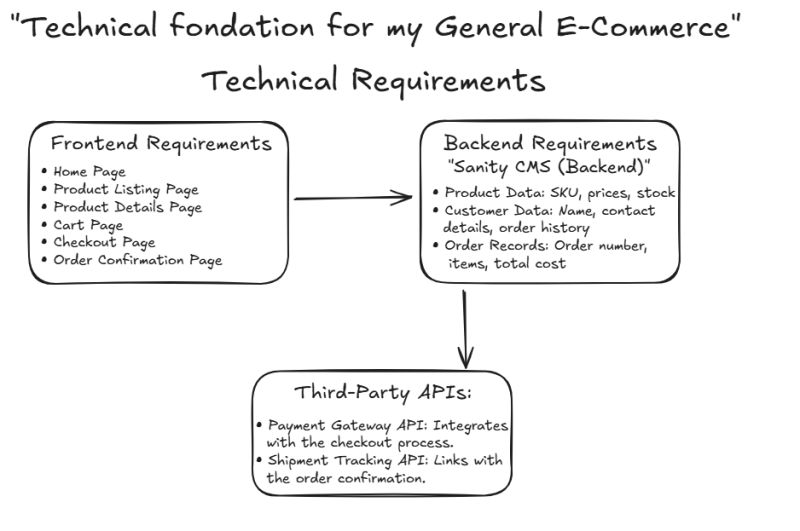 "Technical fondation for my General E-Commerce"
Technical Requirements
Frontend Requirements
• Home Page
• Product Listing Page
• Product Details Page
• Cart Page
• Checkout Page
• Order Confirmation Page
Backend Requirements
"Sanity CMS (Backend)"
• Product Data: SKU, prices, stock
• Customer Data: Name, contact
details, order history
• Order Records: Order number,
items, total cost
Third-Party APIs:
• Payment Gateway API: Integrates
with the checkout process.
• Shipment Tracking API: Links with
the order confirmation.